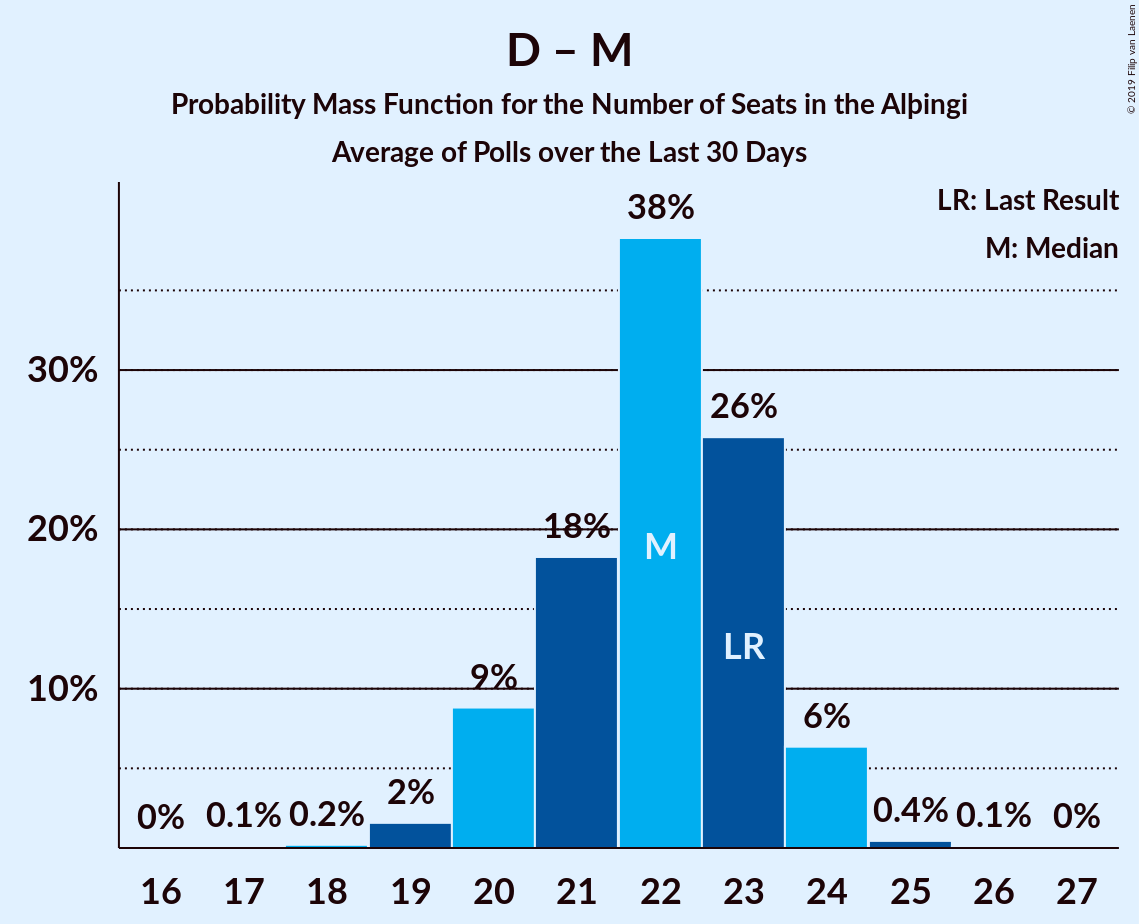 D – M
Probability Mass Function for the Number of Seats in the Alþingi
Average of Polls over the Last 30 Days
© 2019 Filip van Laenen
LR: Last Result
M: Median
38%
30%
26%
20%
18%
M
LR
10%
9%
6%
2%
0% 0.1% 0.2% 0.4% 0.1% 0%
16 17 18 19 20 21 22 23 24 25 26 27